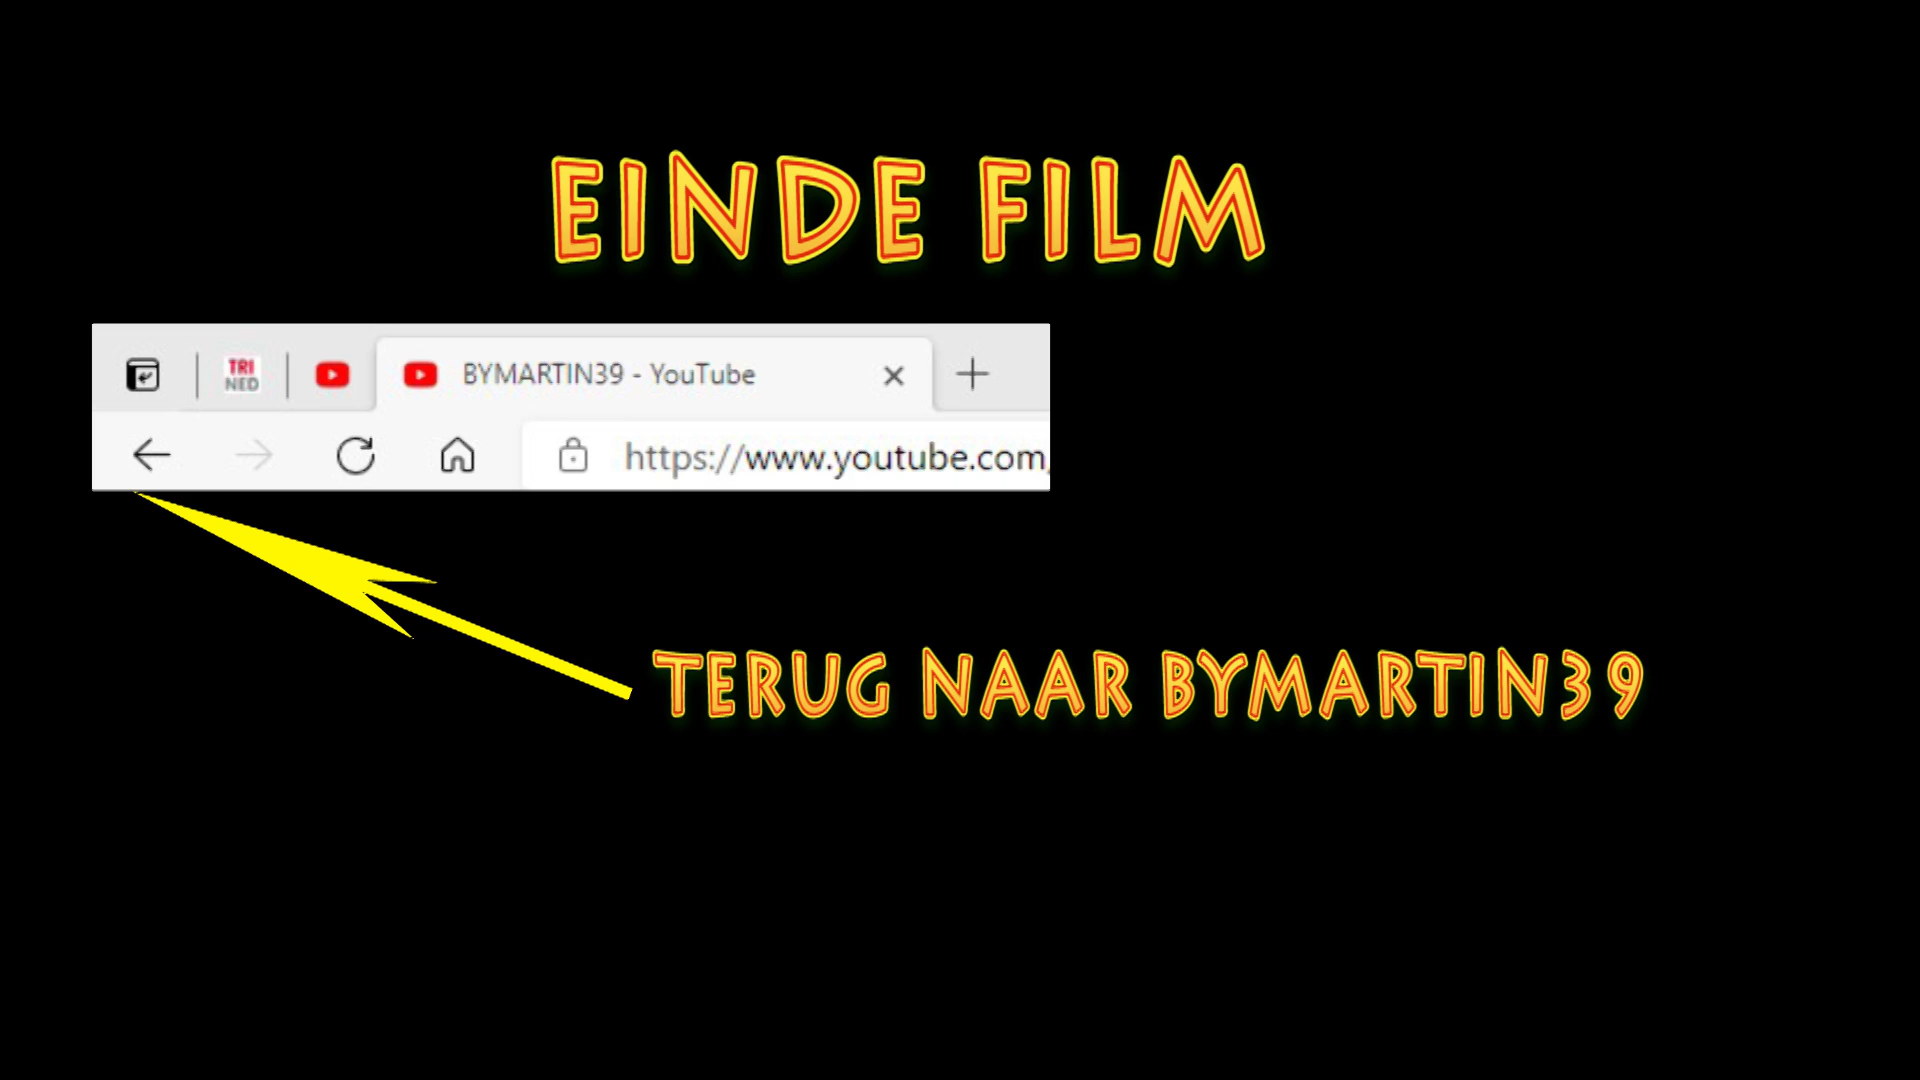 EINDE FILM
TRI
NED
BYMARTIN39 - YouTube
https://www.youtube.com/
TERUG NAAR BYMARTIN39